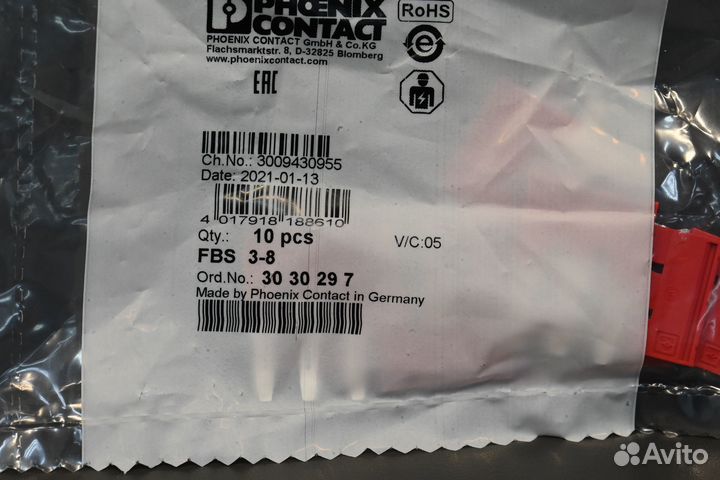 PHŒNIX
CONTACT
RoHS
PHOENIX CONTACT GmbH & Co.KG
Flachsmarktstr. 8, D-32825 Blomberg
www.phoenixcontact.com
EAC
Ch.No.: 3009430955
Date: 2021-01-13
4 017918 188610
Qty.: 10 pcs V/C:05
FBS 3-8
Ord.No.: 30 30 29 7
Made by Phoenix Contact in Germany
Avito